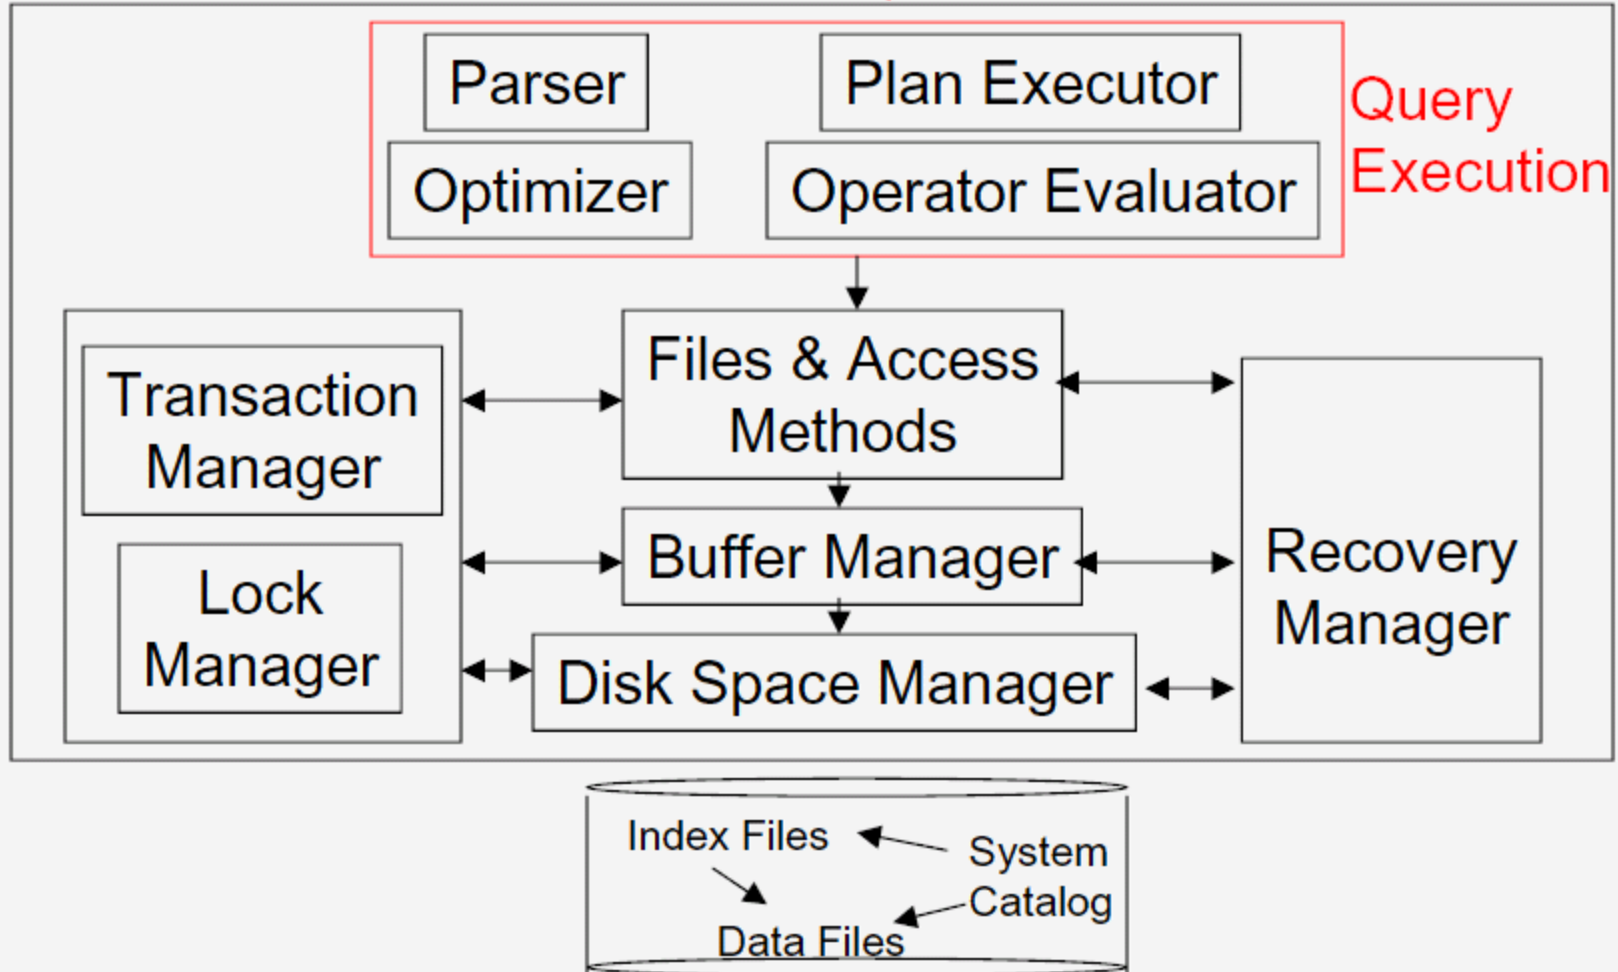 Parser
Plan Executor
Optimizer
Operator Evaluator
Query
Execution
Transaction
Manager
Lock
Manager
Files & Access
Methods
Buffer Manager
Disk Space Manager
Recovery
Manager
Index Files
System
Catalog
Data Files